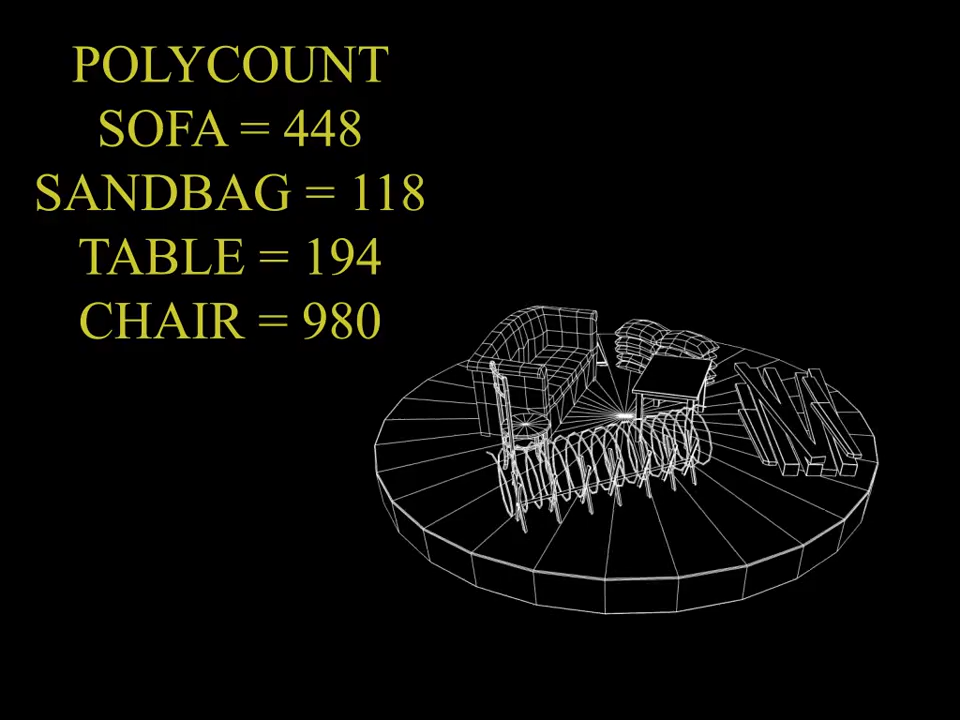 POLYCOUNT
SOFA = 448
SANDBAG = 118
TABLE = 194
CHAIR = 980